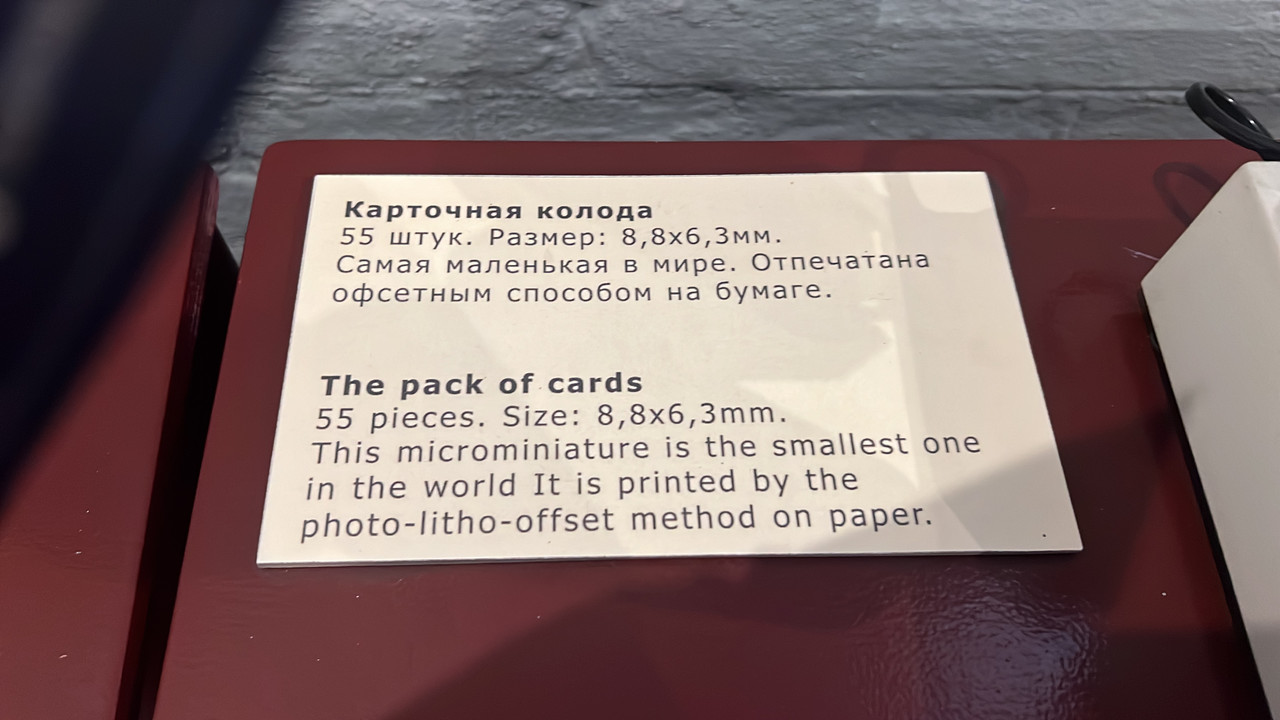 Карточная колода
55 штук. Размер: 8,8х6,3мм.
Самая маленькая в мире. Отпечатана
офсетным способом на бумаге.
The pack of cards
55 pieces. Size: 8,8x6,3mm.
This microminiature is the smallest one
in the world It is printed by the
photo-litho-offset method on paper.